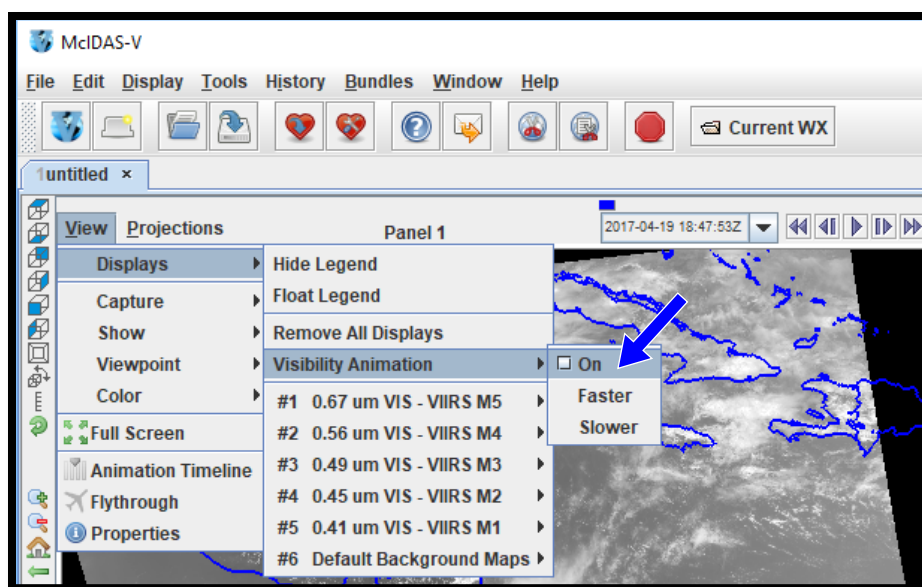 McIDAS-V
File Edit Display Tools History Bundles Window Help
Current WX
1untitled ×
View Projections Panel 1 2017-04-19 18:47:53Z
Displays
Capture
Show
Viewpoint
Color
Full Screen
Animation Timeline
Flythrough
Properties
Hide Legend
Float Legend
Remove All Displays
Visibility Animation
#1 0.67 um VIS - VIIRS M5
#2 0.56 um VIS - VIIRS M4
#3 0.49 um VIS - VIIRS M3
#4 0.45 um VIS - VIIRS M2
#5 0.41 um VIS - VIIRS M1
#6 Default Background Maps
On
Faster
Slower